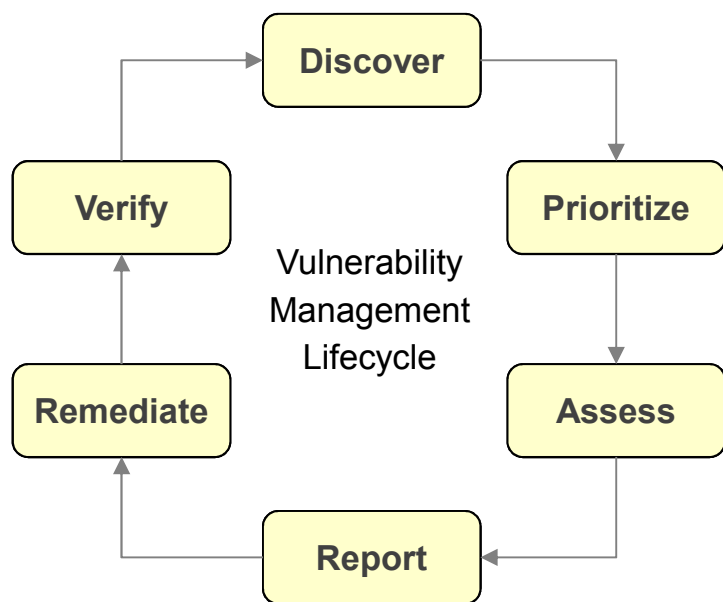 Discover
Verify
Prioritize
Vulnerability
Management
Lifecycle
Remediate
Assess
Report